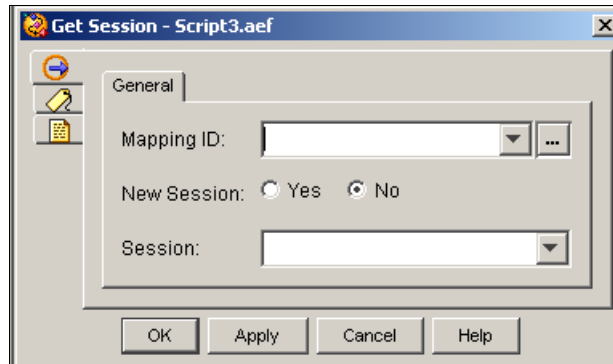 Get Session - Script3.aef
General
Mapping ID:
...
New Session: Yes No
Session:
OK Apply Cancel Help